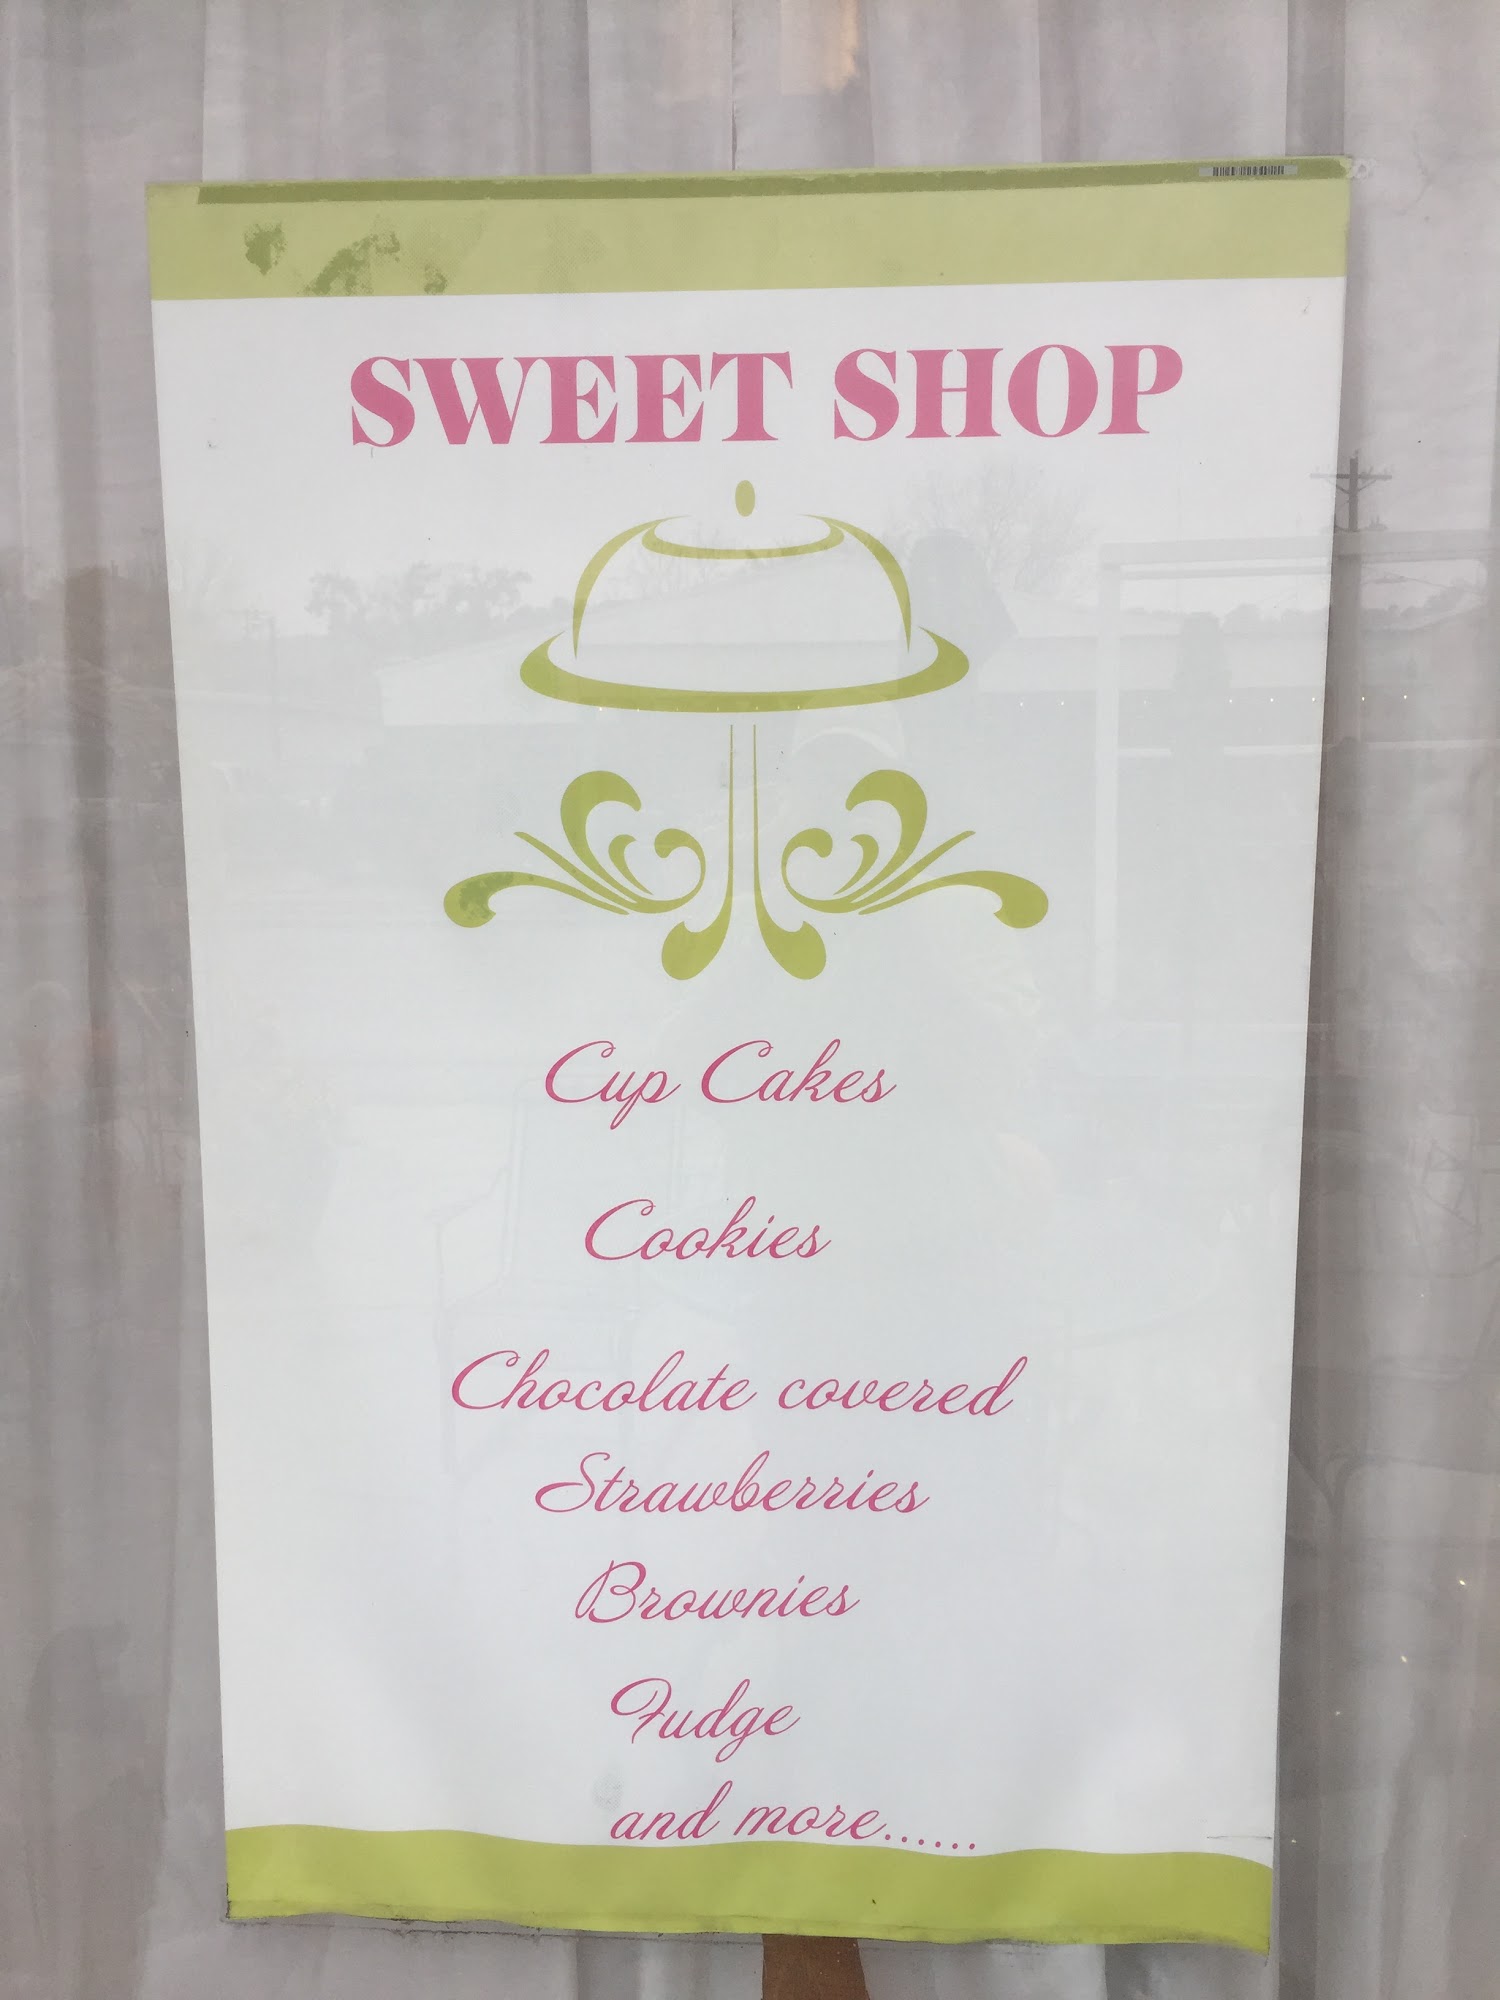 SWEET SHOP
Cup Cakes
Cookies
Chocolate covered
Strawberries
Brownies
Fudge
and more......